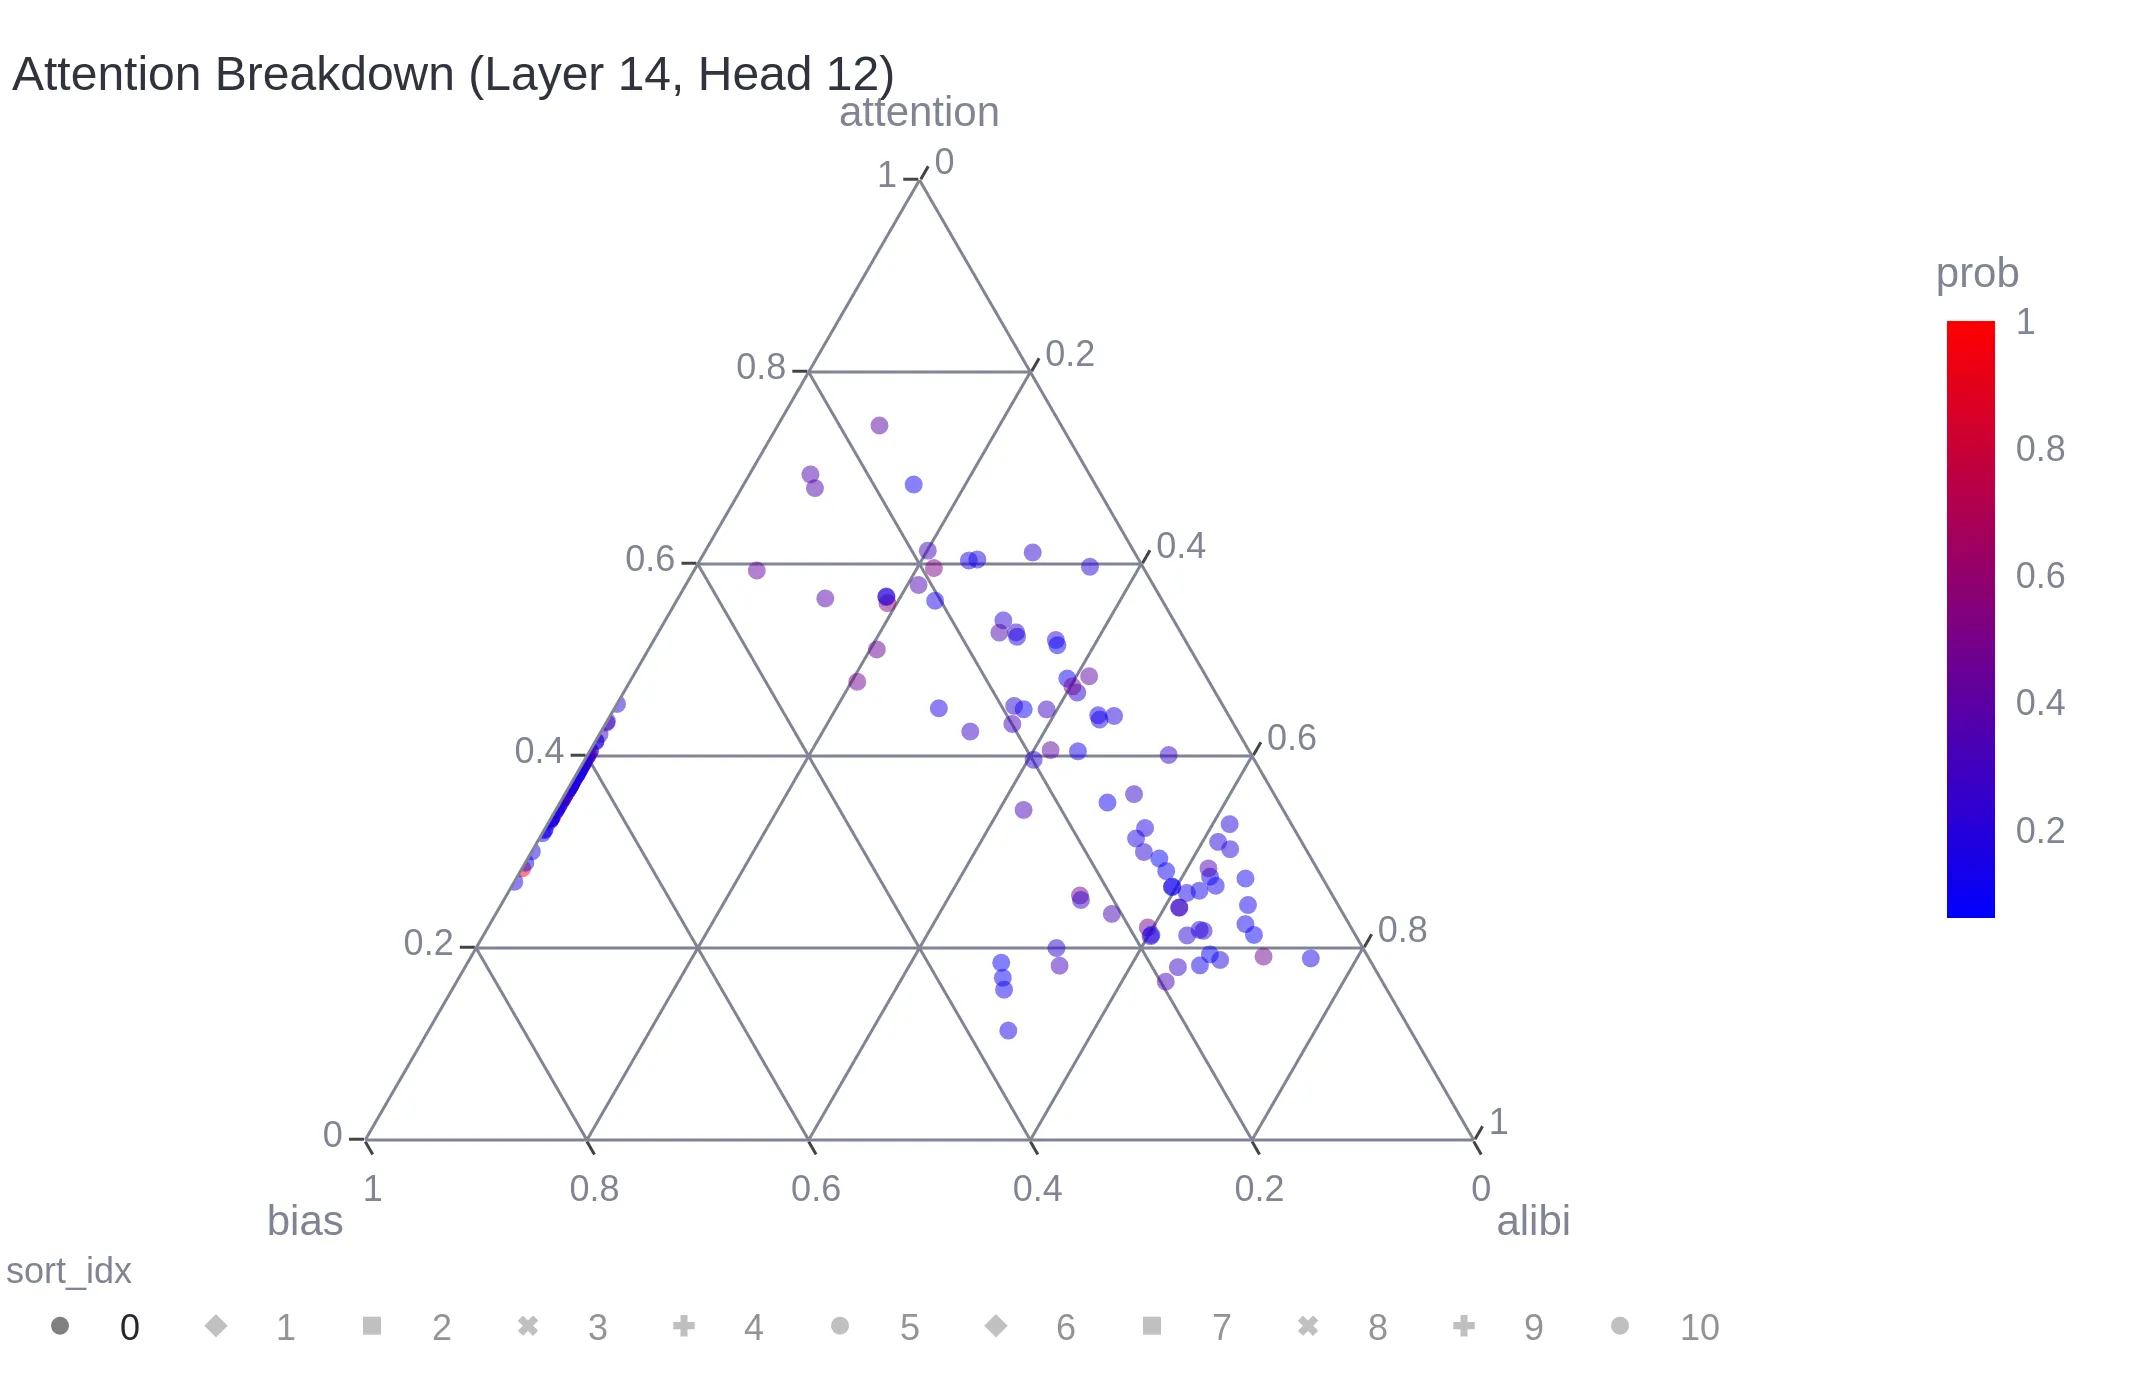 Attention Breakdown (Layer 14, Head 12)
attention
1 0
prob
1
0.8 0.2
0.8
0.6 0.4
0.6
0.4 0.6
0.4
0.2
0.2 0.8
0 1
1 0.8 0.6 0.4 0.2 0
bias alibi
sort_idx
0 1 2 3 4 5 6 7 8 9 10